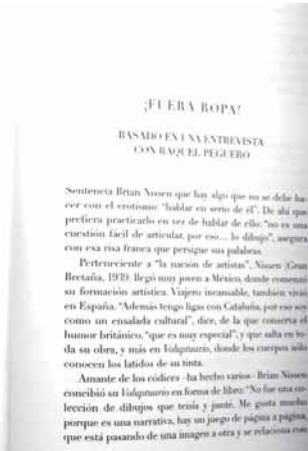 ¡FUERA ROPA!
BASADO EN UNA ENTREVISTA
CON RAQUEL PEGUERO
Sentencia Brian Nissen que hay algo que no se debe ha-
cer con el erotismo: "hablar en serio de él". De ahí que
prefiera practicarlo en vez de hablar de ello: "no es una
cuestión fácil de articular, por eso... lo dibujo", asegura
con esa risa franca que persigue sus palabras.
Perteneciente a "la nación de artistas", Nissen (Gran
Bretaña, 1939) llegó muy joven a México, donde comenzó
su formación artística. Viajero incansable, también vivió
en España. "Además tengo ligas con Cataluña, por eso soy
como un ensalada cultural", dice, de la que conserva el
humor británico, "que es muy especial", y que salta en to-
da su obra, y más en Voluptuario, donde los cuerpos sólo
conocen los latidos de su tinta.
Amante de los códices -ha hecho varios- Brian Nissen
concibió su Voluptuario en forma de libro: "No fue una co-
lección de dibujos que tenía y junté. Me gusta mucho
porque es una narrativa, hay un juego de página a página,
que está pasando de una imagen a otra y se relaciona con